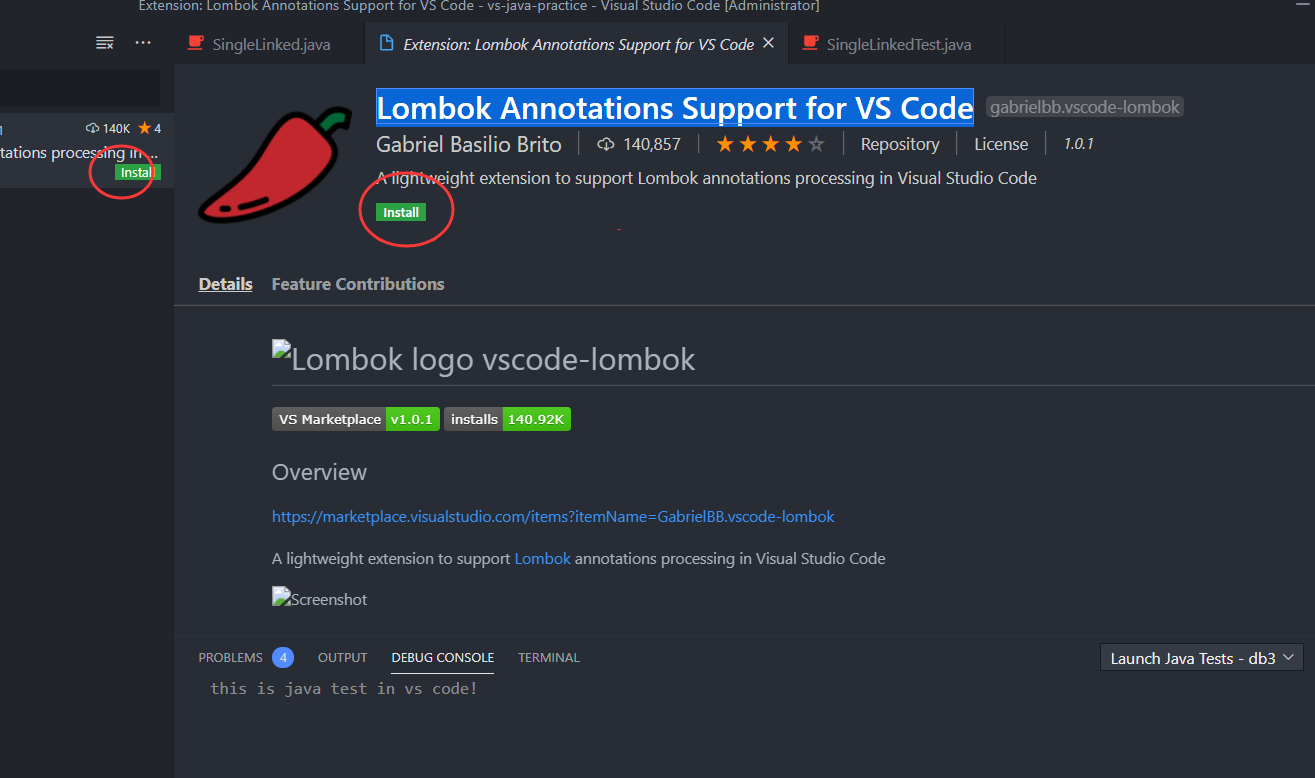 Extension: Lombok Annotations Support for VS Code - vs-java-practice - Visual Studio Code [Administrator]
SingleLinked.java
Extension: Lombok Annotations Support for VS Code
SingleLinkedTest.java
140K 4
tations processing in ...
Install
Lombok Annotations Support for VS Code gabrielbb.vscode-lombok
Gabriel Basilio Brito 140,857 Repository License 1.0.1
A lightweight extension to support Lombok annotations processing in Visual Studio Code
Install
Details Feature Contributions
Lombok logo vscode-lombok
VS Marketplace v1.0.1 installs 140.92K
Overview
https://marketplace.visualstudio.com/items?itemName=GabrielBB.vscode-lombok
A lightweight extension to support Lombok annotations processing in Visual Studio Code
Screenshot
PROBLEMS 4 OUTPUT DEBUG CONSOLE TERMINAL Launch Java Tests - db3
this is java test in vs code!